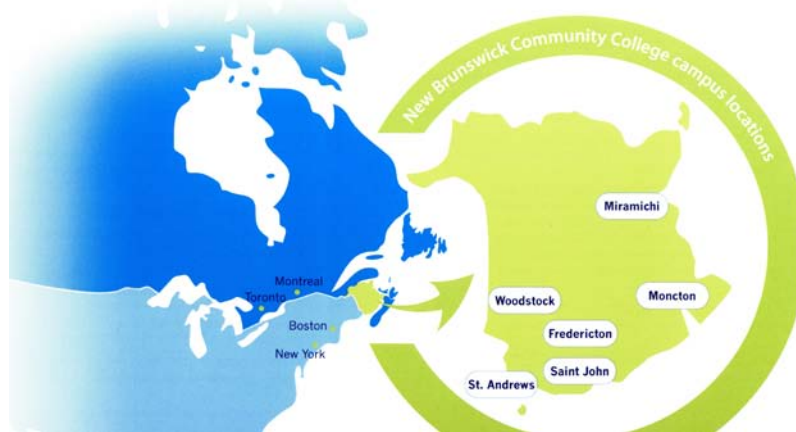 New Brunswick Community College campus locations
Miramichi
Montreal
Toronto
Woodstock
Moncton
Boston
Fredericton
New York
Saint John
St. Andrews